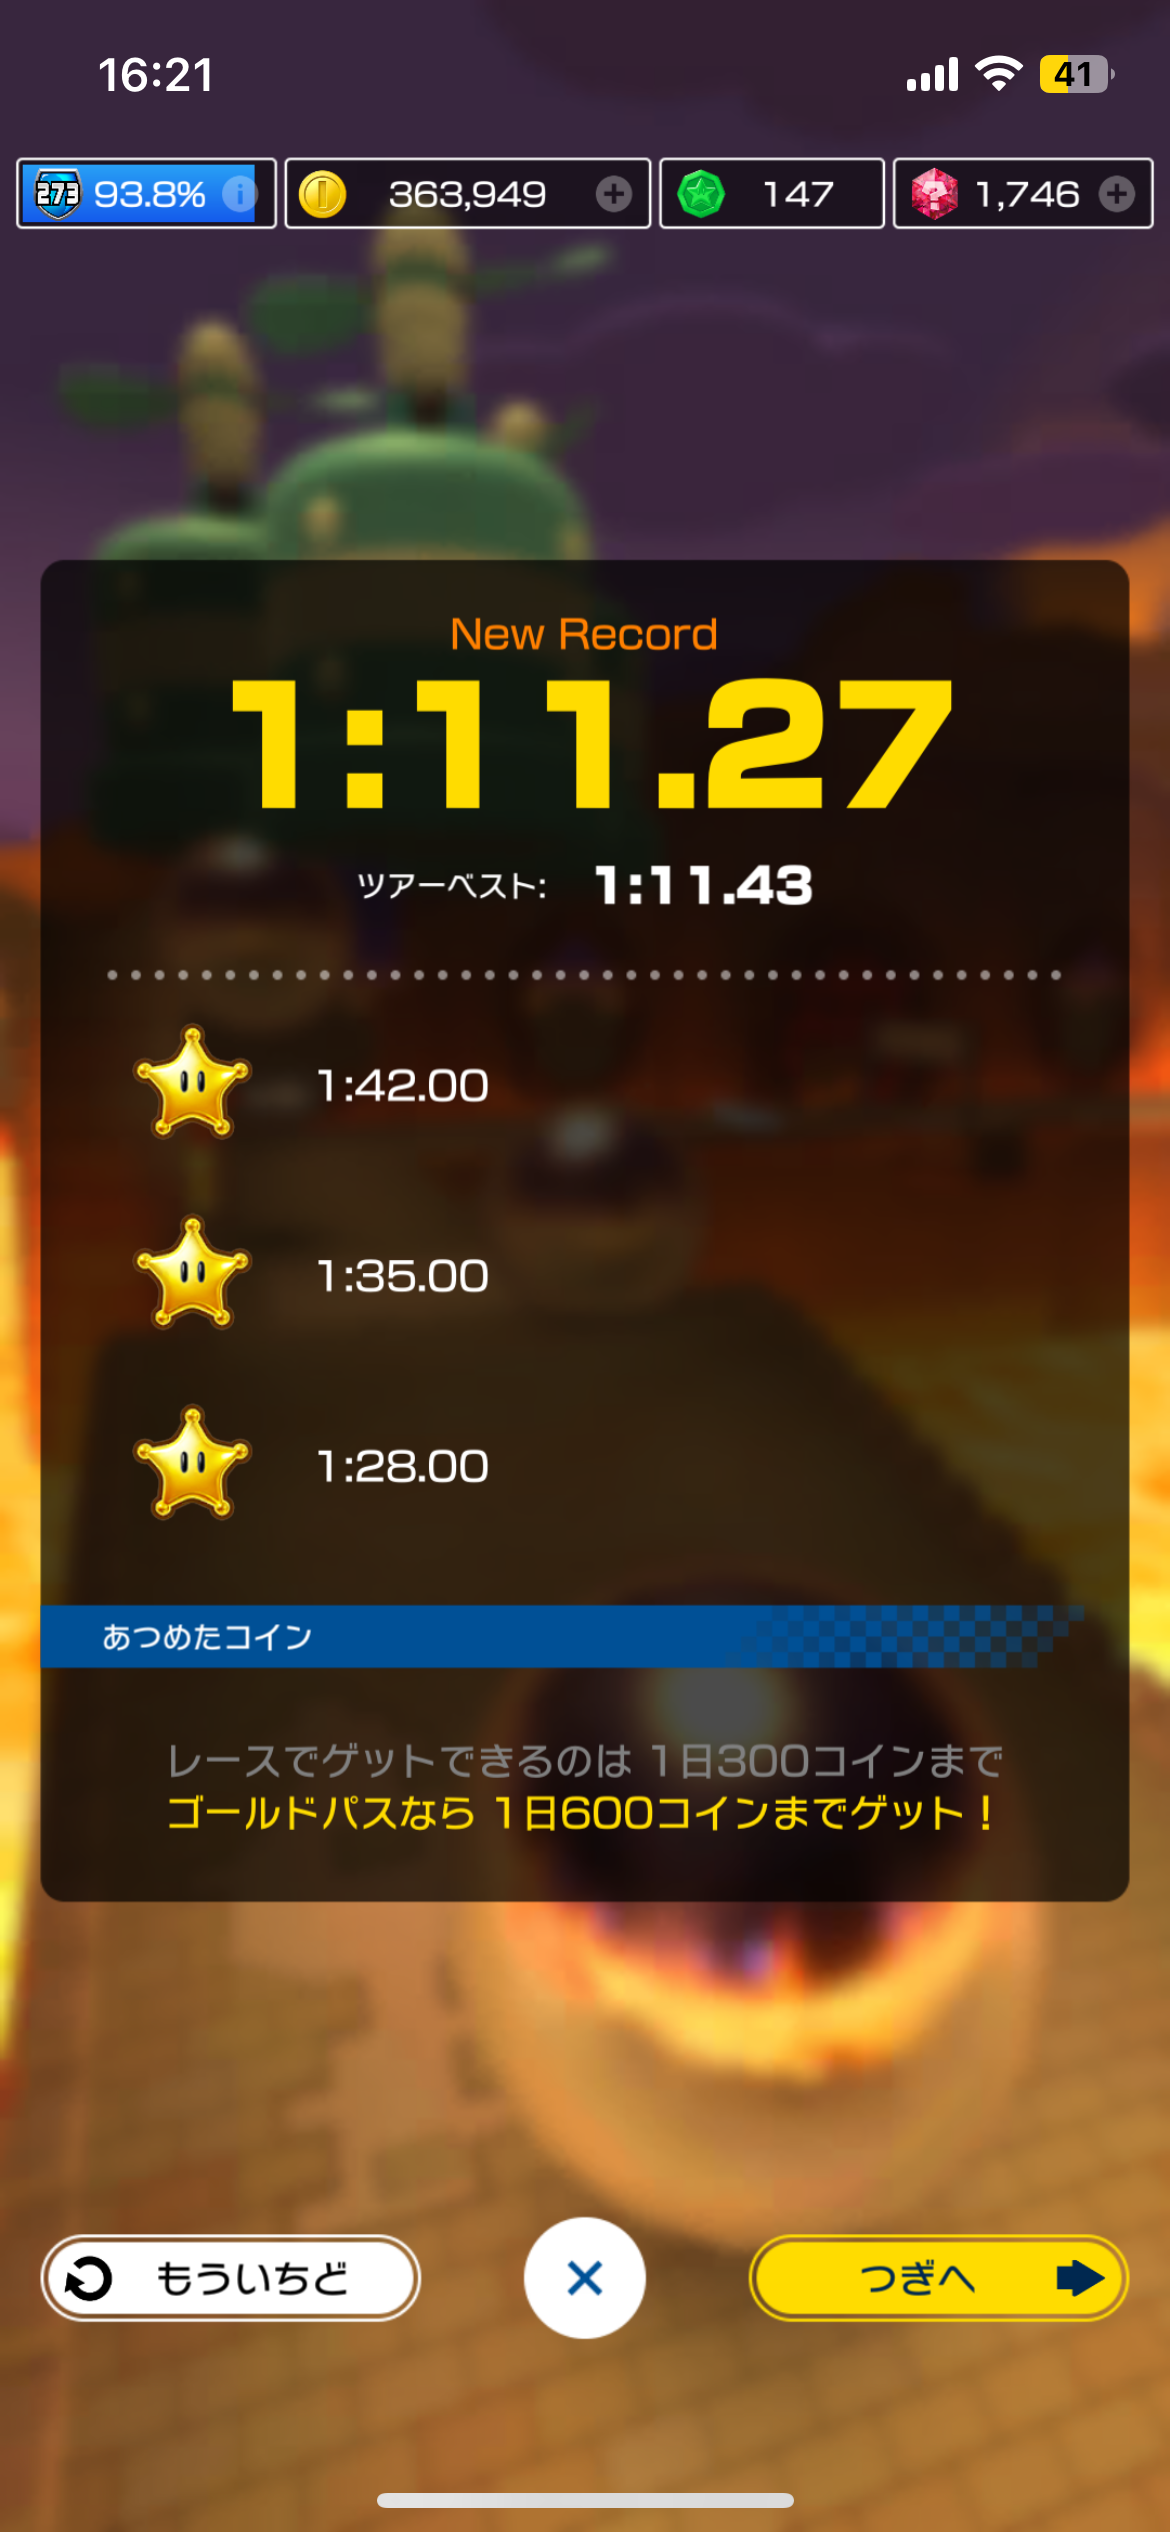 16:21
41
273 93.8% 363,949 147 1,746
New Record
1:11.27
ツアーベスト: 1:11.43
1:42.00
1:35.00
1:28.00
あつめたコイン
レースでゲットできるのは 1日300コインまで
ゴールドパスなら 1日600コインまでゲット！
もういちど
つぎへ